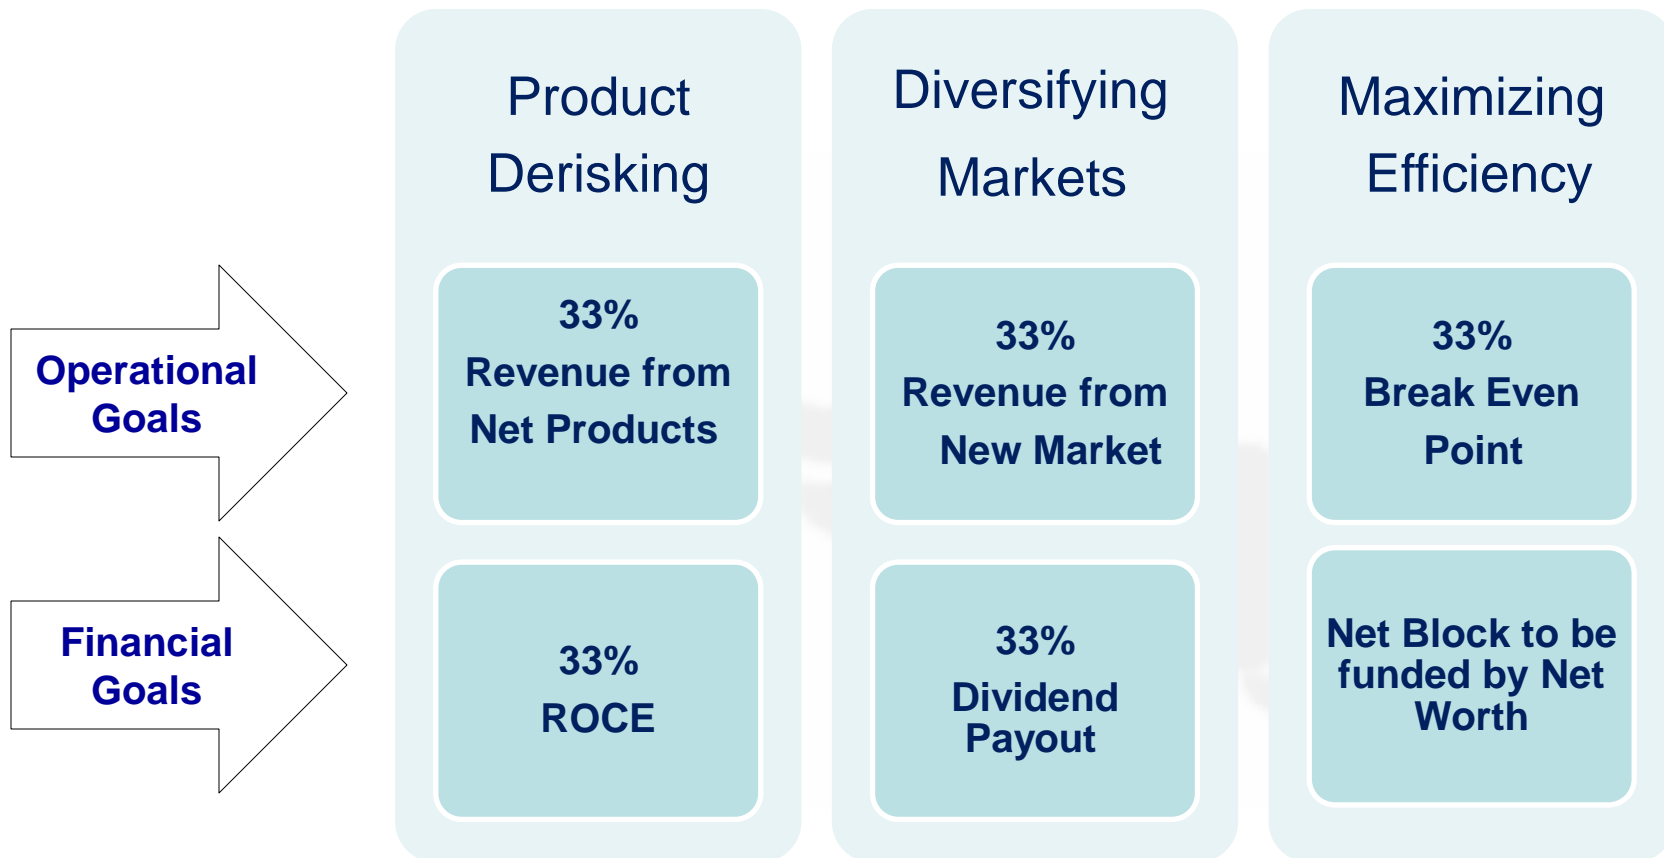 Product
Derisking
Diversifying
Markets
Maximizing
Efficiency
Operational
Goals
33%
Revenue from
Net Products
33%
Revenue from
New Market
33%
Break Even
Point
Financial
Goals
33%
ROCE
33%
Dividend
Payout
Net Block to be
funded by Net
Worth